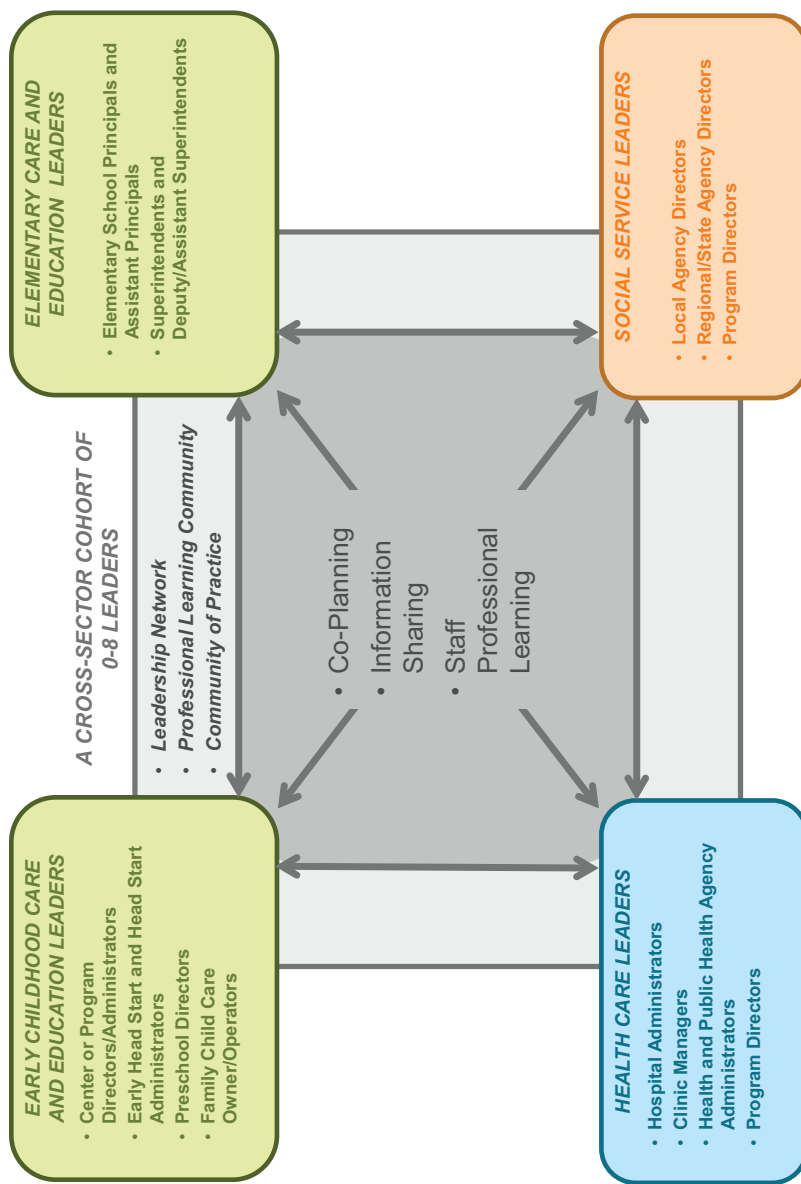 A CROSS-SECTOR COHORT OF
0-8 LEADERS
EARLY CHILDHOOD CARE
AND EDUCATION LEADERS
• Center or Program
Directors/Administrators
• Early Head Start and Head Start
Administrators
• Preschool Directors
• Family Child Care
Owner/Operators
• Leadership Network
• Professional Learning Community
• Community of Practice
ELEMENTARY CARE AND
EDUCATION LEADERS
• Elementary School Principals and
Assistant Principals
• Superintendents and
Deputy/Assistant Superintendents
• Co-Planning
• Information
Sharing
• Staff
Professional
Learning
HEALTH CARE LEADERS
• Hospital Administrators
• Clinic Managers
• Health and Public Health Agency
Administrators
• Program Directors
SOCIAL SERVICE LEADERS
• Local Agency Directors
• Regional/State Agency Directors
• Program Directors